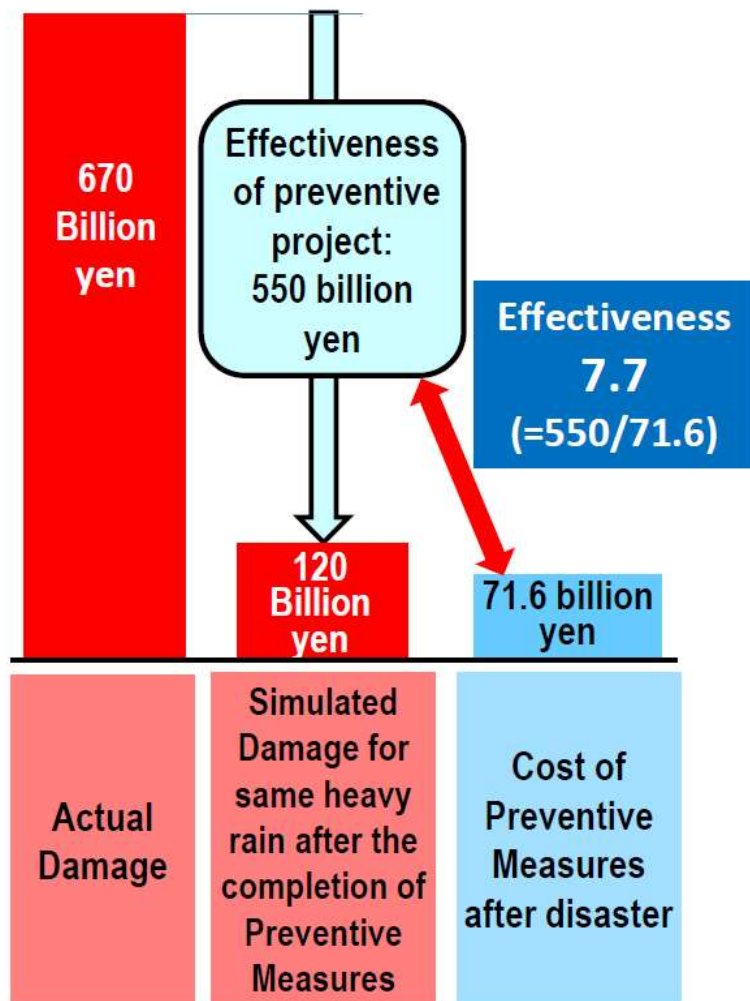 670
Billion
yen
Effectiveness
of preventive
project:
550 billion
yen
Effectiveness
7.7
(=550/71.6)
120
Billion
yen
71.6 billion
yen
Actual
Damage
Simulated
Damage for
same heavy
rain after the
completion of
Preventive
Measures
Cost of
Preventive
Measures
after disaster